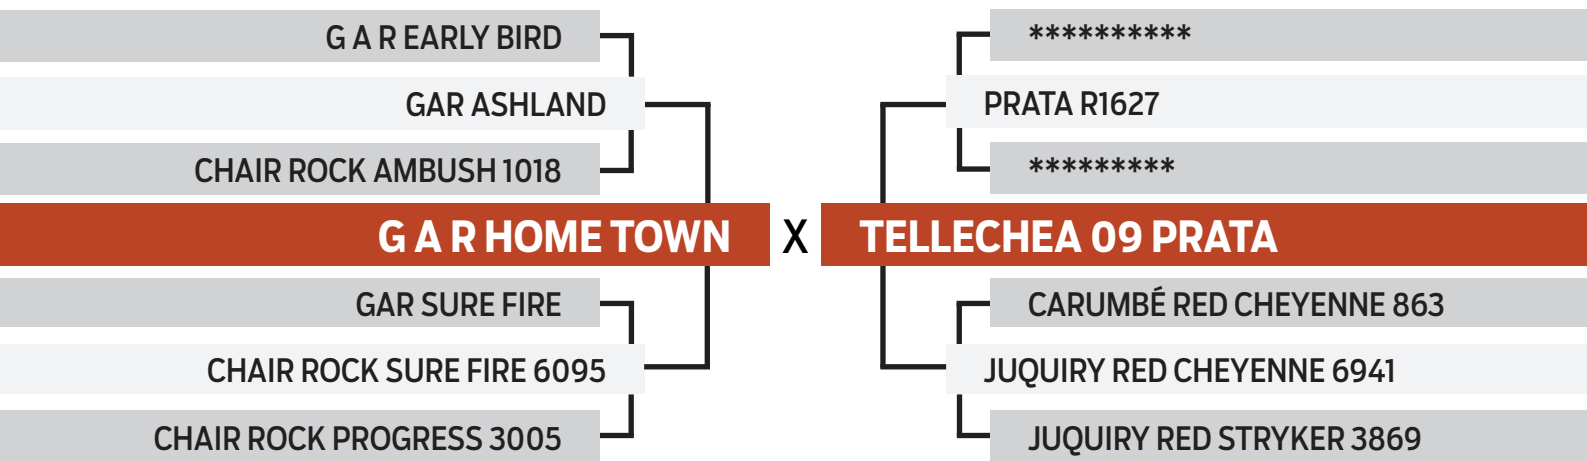 G A R EARLY BIRD
GAR ASHLAND
CHAIR ROCK AMBUSH 1018
G A R HOME TOWN
GAR SURE FIRE
CHAIR ROCK SURE FIRE 6095
CHAIR ROCK PROGRESS 3005
X
**********
PRATA R1627
*********
TELLECHEA 09 PRATA
CARUMBÉ RED CHEYENNE 863
JUQUIRY RED CHEYENNE 6941
JUQUIRY RED STRYKER 3869